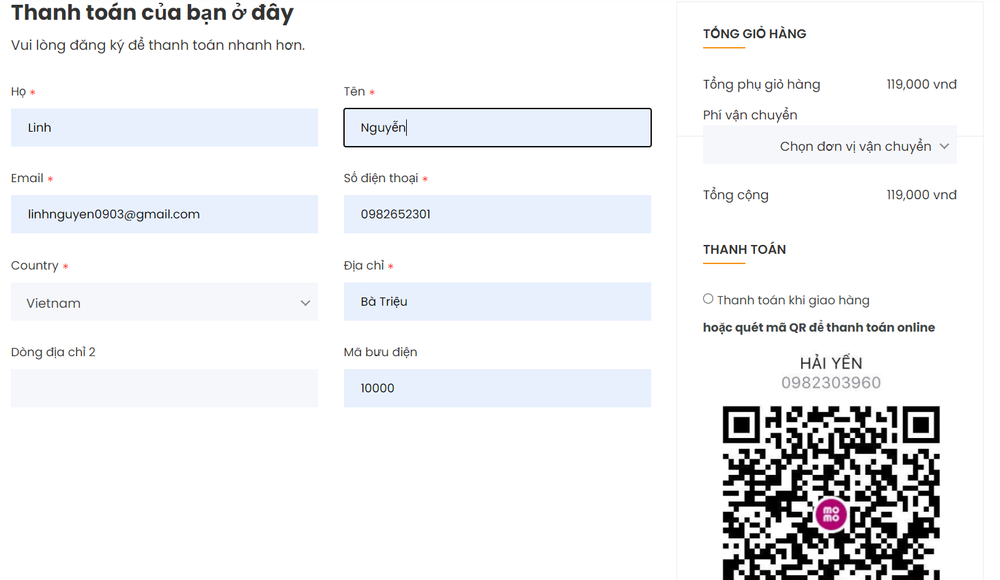 Thanh toán của bạn ở đây
Vui lòng đăng ký để thanh toán nhanh hơn.
Họ *
Tên *
Linh
Nguyễn
Email *
Số điện thoại *
linhnguyen0903@gmail.com
0982652301
Country *
Địa chỉ *
Vietnam
Bà Triệu
Dòng địa chỉ 2
Mã bưu điện
10000
TỔNG GIỎ HÀNG
Tổng phụ giỏ hàng 119,000 vnđ
Phí vận chuyển
Chọn đơn vị vận chuyển
Tổng cộng 119,000 vnđ
THANH TOÁN
Thanh toán khi giao hàng
hoặc quét mã QR để thanh toán online
HẢI YẾN
0982303960
mo
mo